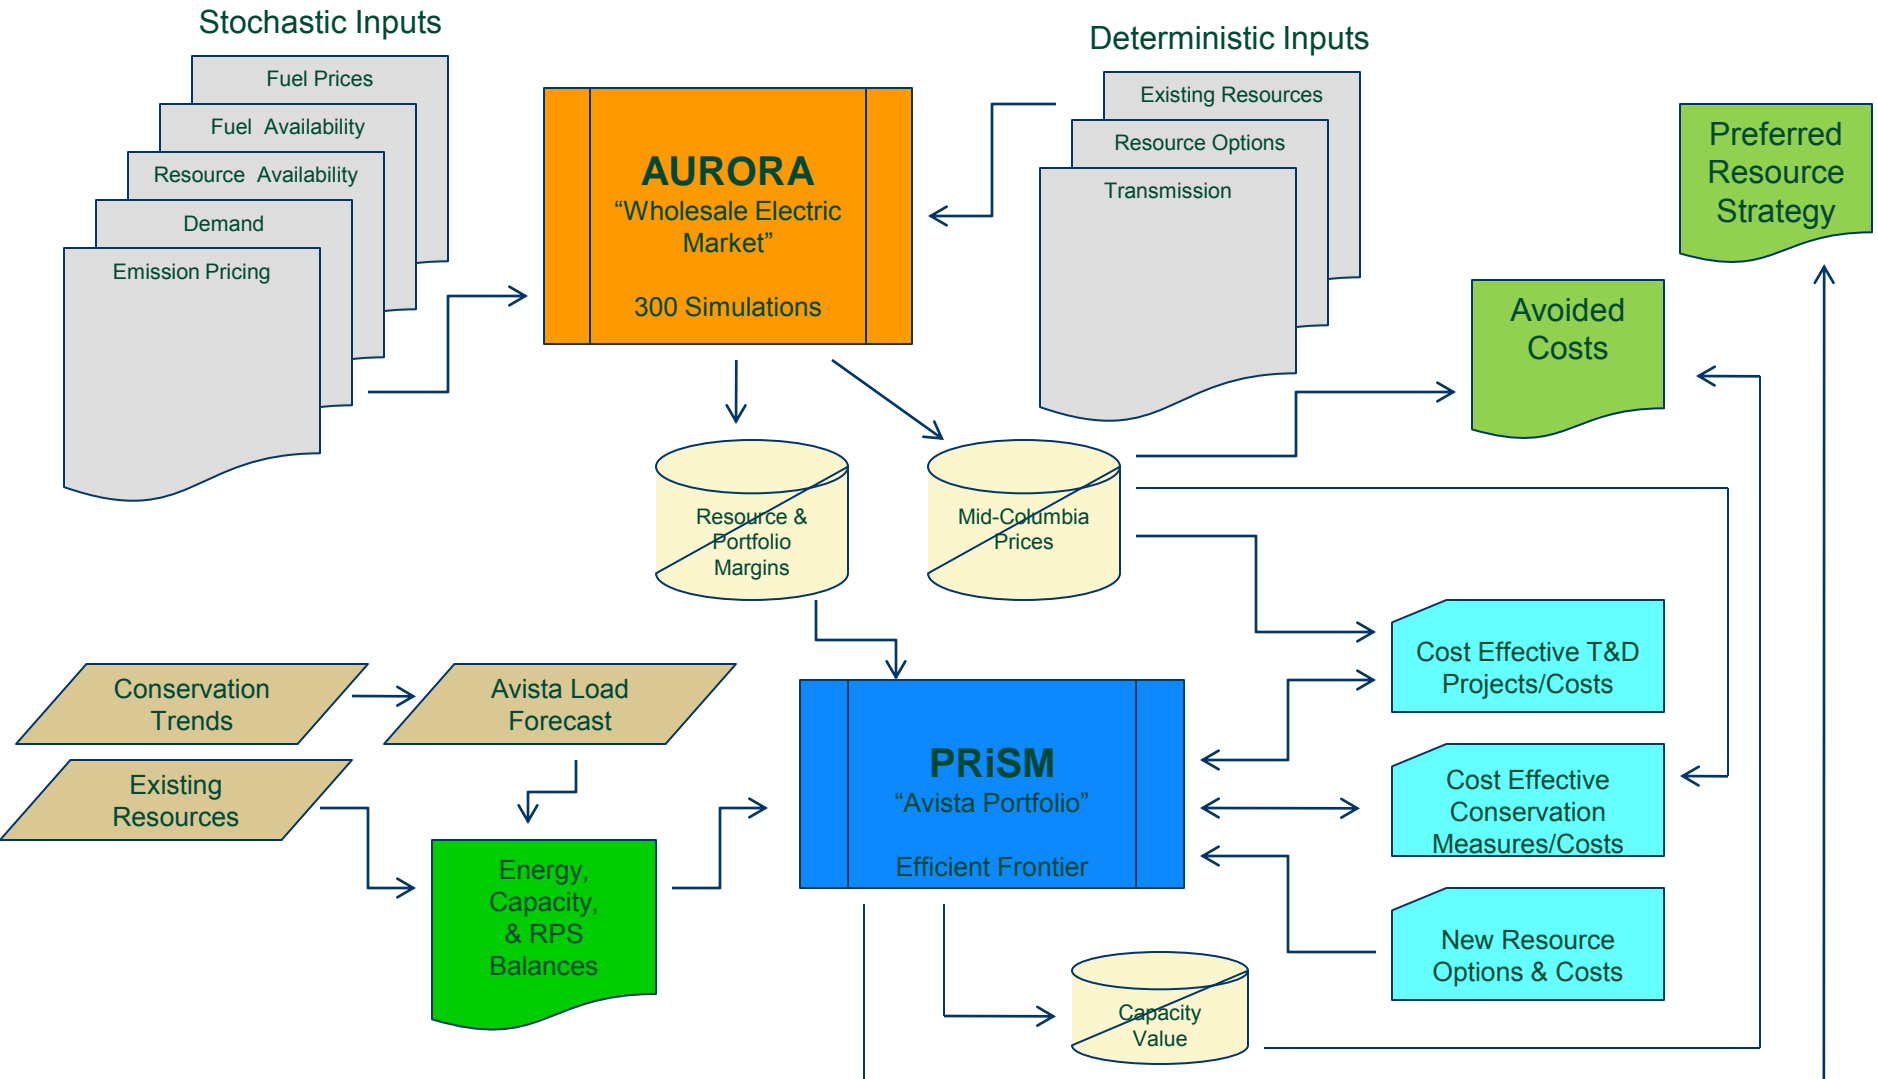 Stochastic Inputs
Deterministic Inputs
Fuel Prices
Fuel Availability
Resource Availability
Demand
Emission Pricing
AURORA
“Wholesale Electric
Market”
300 Simulations
Existing Resources
Resource Options
Transmission
Preferred
Resource
Strategy
Avoided
Costs
Resource &
Portfolio
Margins
Mid-Columbia
Prices
Conservation
Trends
Avista Load
Forecast
Existing
Resources
Energy,
Capacity,
& RPS
Balances
PRiSM
“Avista Portfolio”
Efficient Frontier
Cost Effective T&D
Projects/Costs
Cost Effective
Conservation
Measures/Costs
New Resource
Options & Costs
Capacity
Value